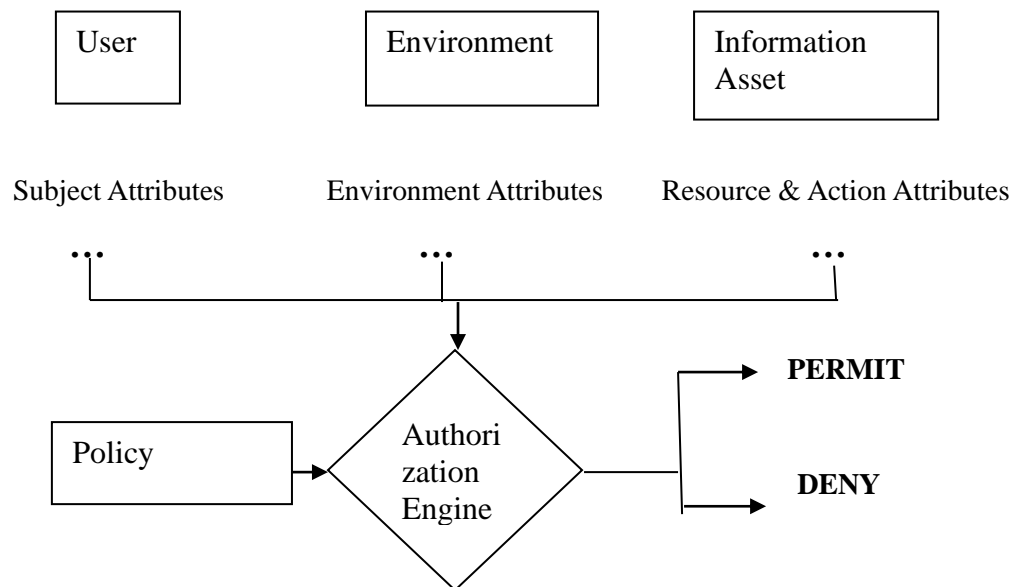 User
Environment
Information
Asset
Subject Attributes
Environment Attributes
Resource & Action Attributes
...
...
...
PERMIT
Policy
Authori
zation
Engine
DENY